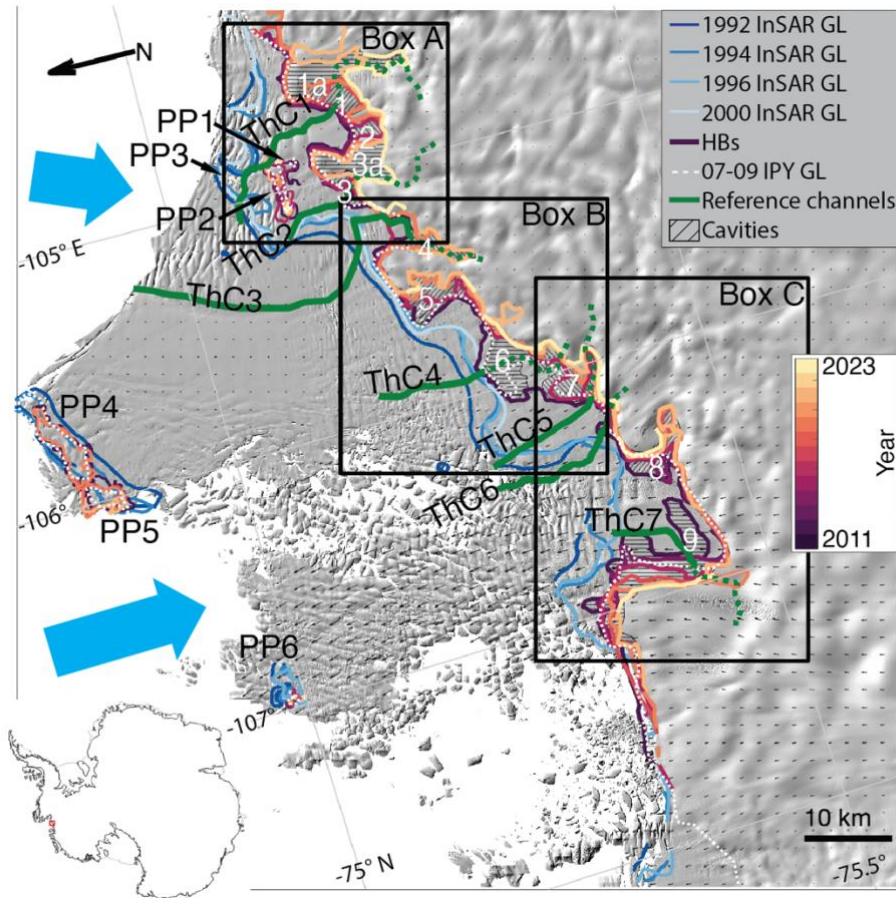 1992 InSAR GL
1994 InSAR GL
1996 InSAR GL
2000 InSAR GL
HBs
07-09 IPY GL
Reference channels
Cavities
N
Box A
1a
ThC1
1
PP1
2
PP3
3a
PP2
3
Box B
ThC2
4
-105° E
ThC3
5
Box C
6
7
ThC4
2023
PP4
ThC5
Year
8
ThC6
-106°
PP5
ThC7
9
2011
PP6
-107°
10 km
-75° N
-75.5°